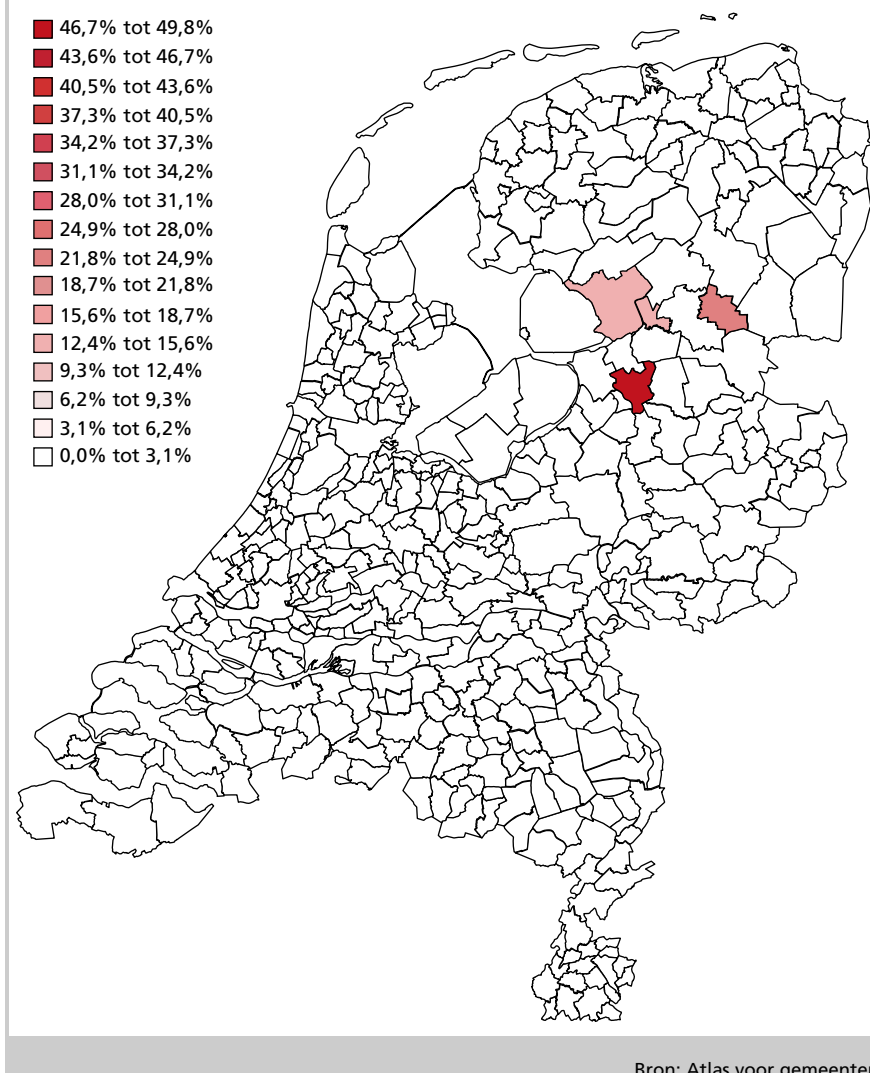 46,7% tot 49,8%
43,6% tot 46,7%
40,5% tot 43,6%
37,3% tot 40,5%
34,2% tot 37,3%
31,1% tot 34,2%
28,0% tot 31,1%
24,9% tot 28,0%
21,8% tot 24,9%
18,7% tot 21,8%
15,6% tot 18,7%
12,4% tot 15,6%
9,3% tot 12,4%
6,2% tot 9,3%
3,1% tot 6,2%
0,0% tot 3,1%
Bron: Atlas voor gemeenten